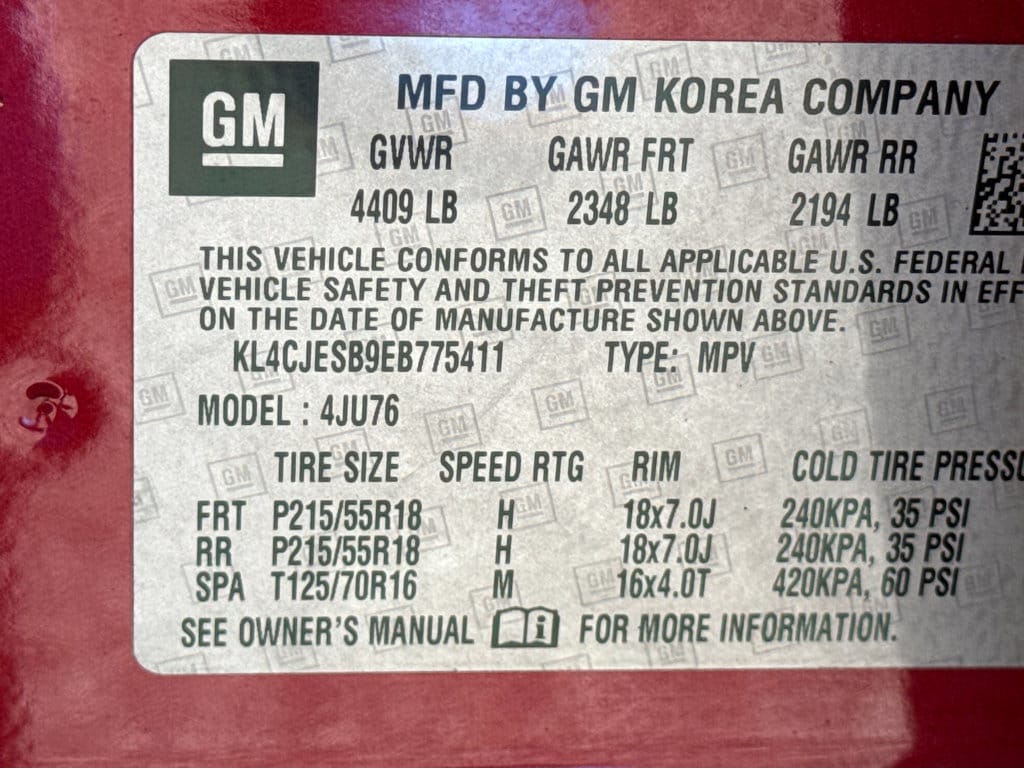 GM
MFD BY GM KOREA COMPANY
GVWR GAWR FRT GAWR RR
4409 LB 2348 LB 2194 LB
THIS VEHICLE CONFORMS TO ALL APPLICABLE U.S. FEDERAL
VEHICLE SAFETY AND THEFT PREVENTION STANDARDS IN EFF
ON THE DATE OF MANUFACTURE SHOWN ABOVE.
KL4CJESB9EB775411 TYPE: MPV
MODEL : 4JU76
TIRE SIZE SPEED RTG RIM COLD TIRE PRESSU
FRT P215/55R18 H 18x7.0J 240KPA, 35 PSI
RR P215/55R18 H 18x7.0J 240KPA, 35 PSI
SPA T125/70R16 M 16x4.0T 420KPA, 60 PSI
SEE OWNER'S MANUAL i FOR MORE INFORMATION.